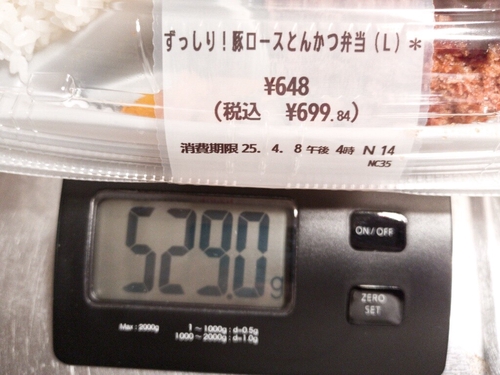 ずっしり!豚ロースとんかつ弁当(L)*
¥648
(税込 ¥699.84)
消費期限 25. 4. 8 午後 4時 N 14
NC35
529.0g
ON/OFF
ZERO
SET
Max : 2000g
1 ~ 1000g : d=0.5g
1000 ~ 2000g : d=1.0g